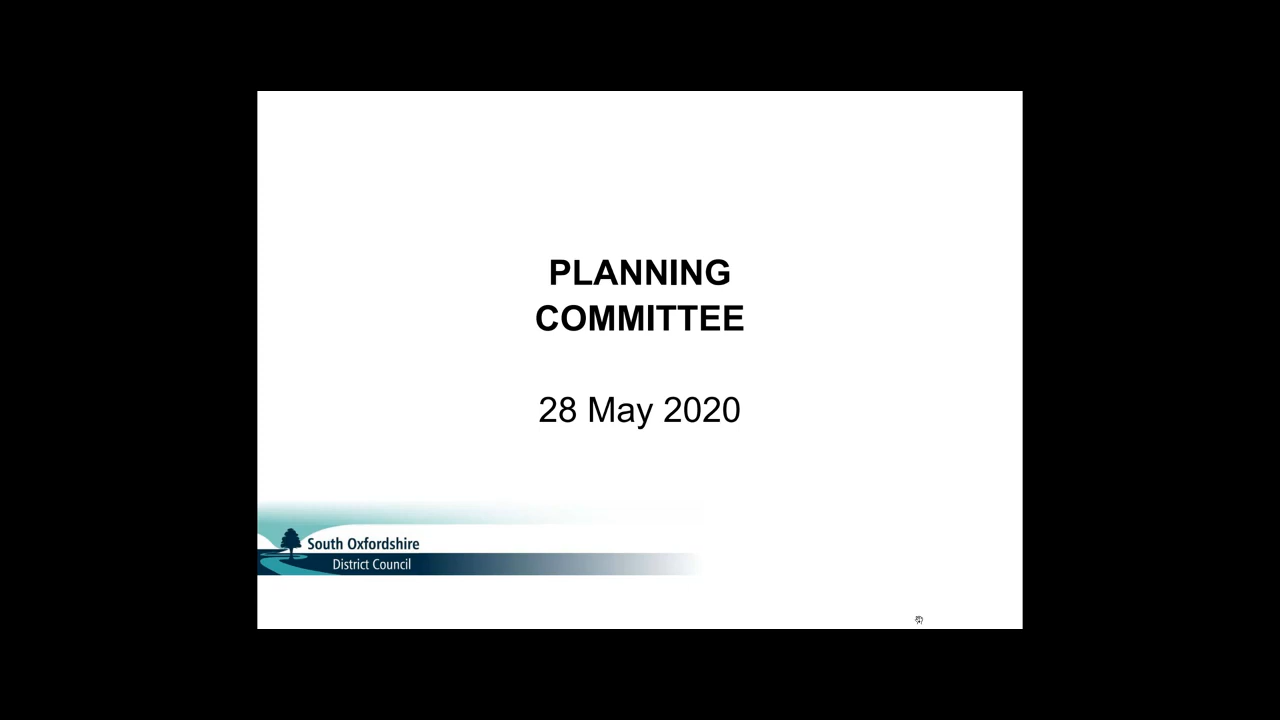 PLANNING
COMMITTEE
28 May 2020
South Oxfordshire
District Council